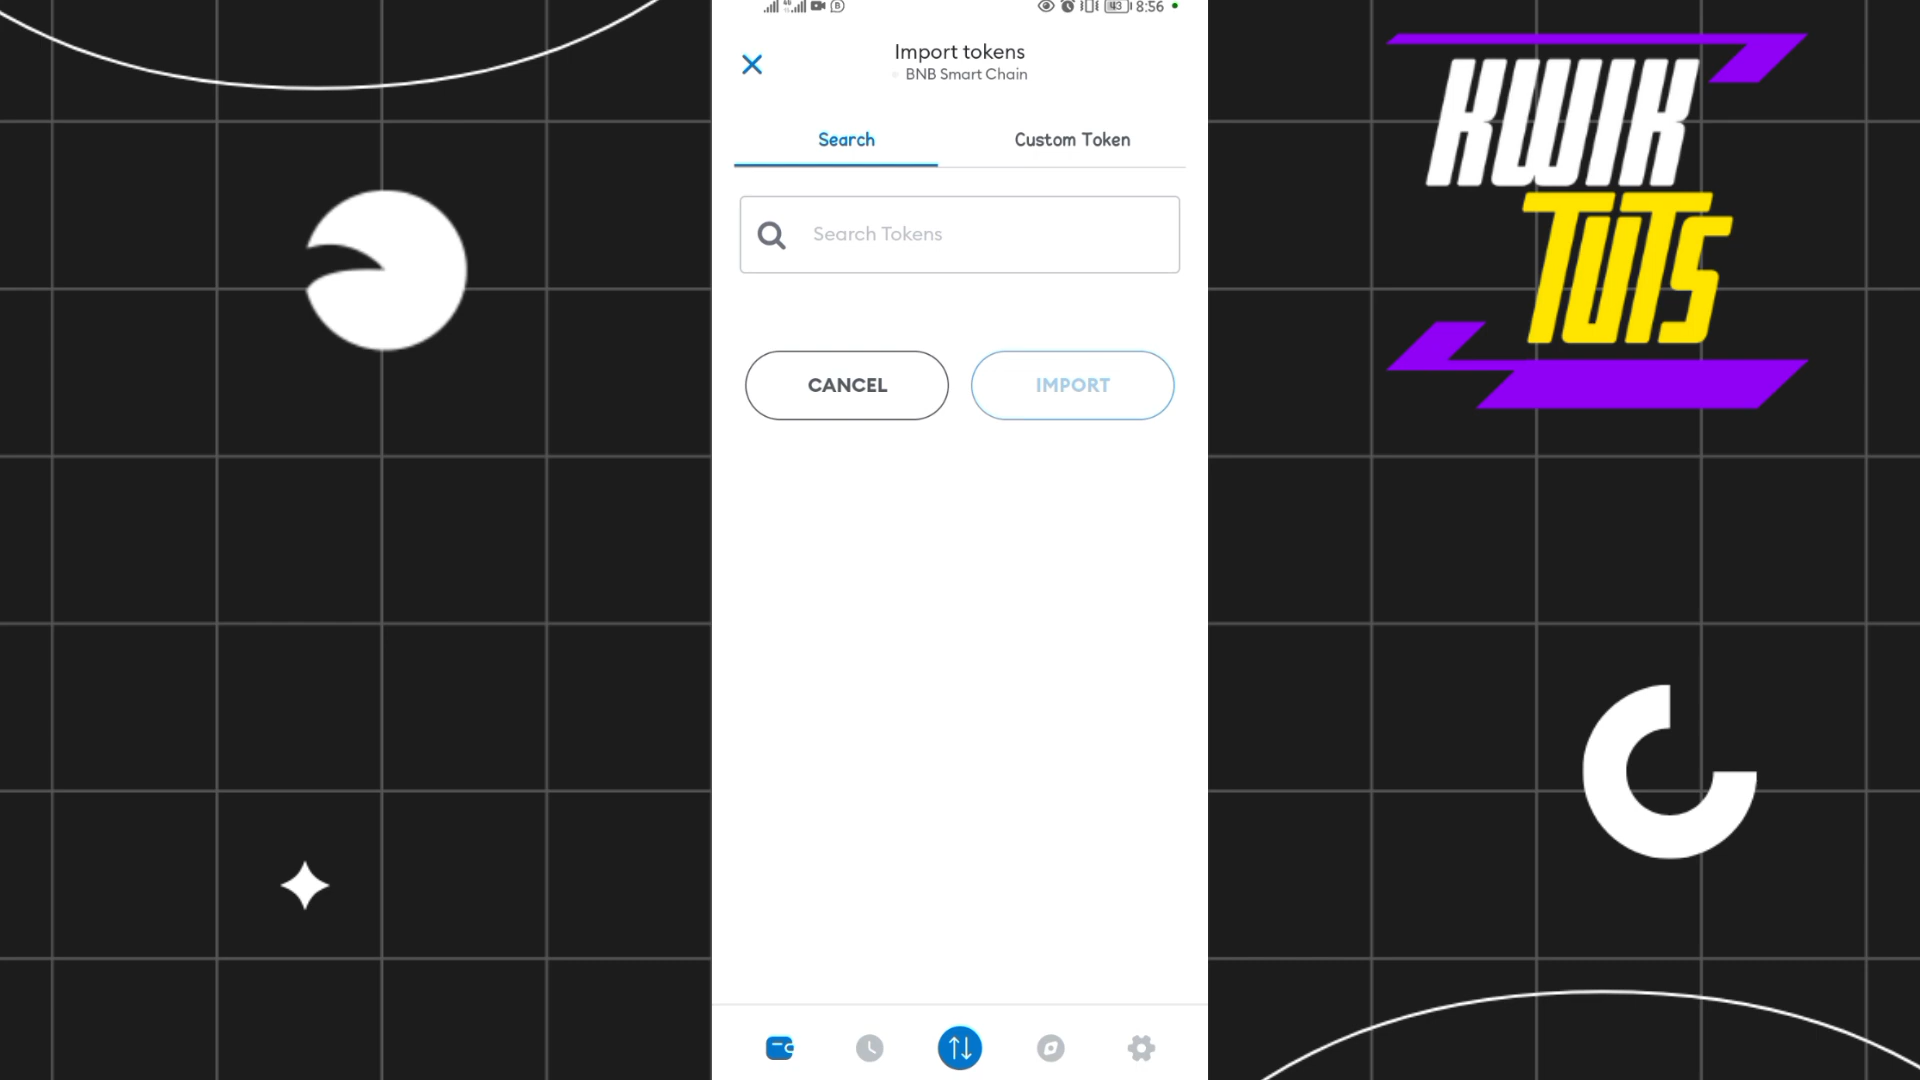 8:56
Import tokens
BNB Smart Chain
Search
Custom Token
Search Tokens
CANCEL
IMPORT
KWIK
TUTS